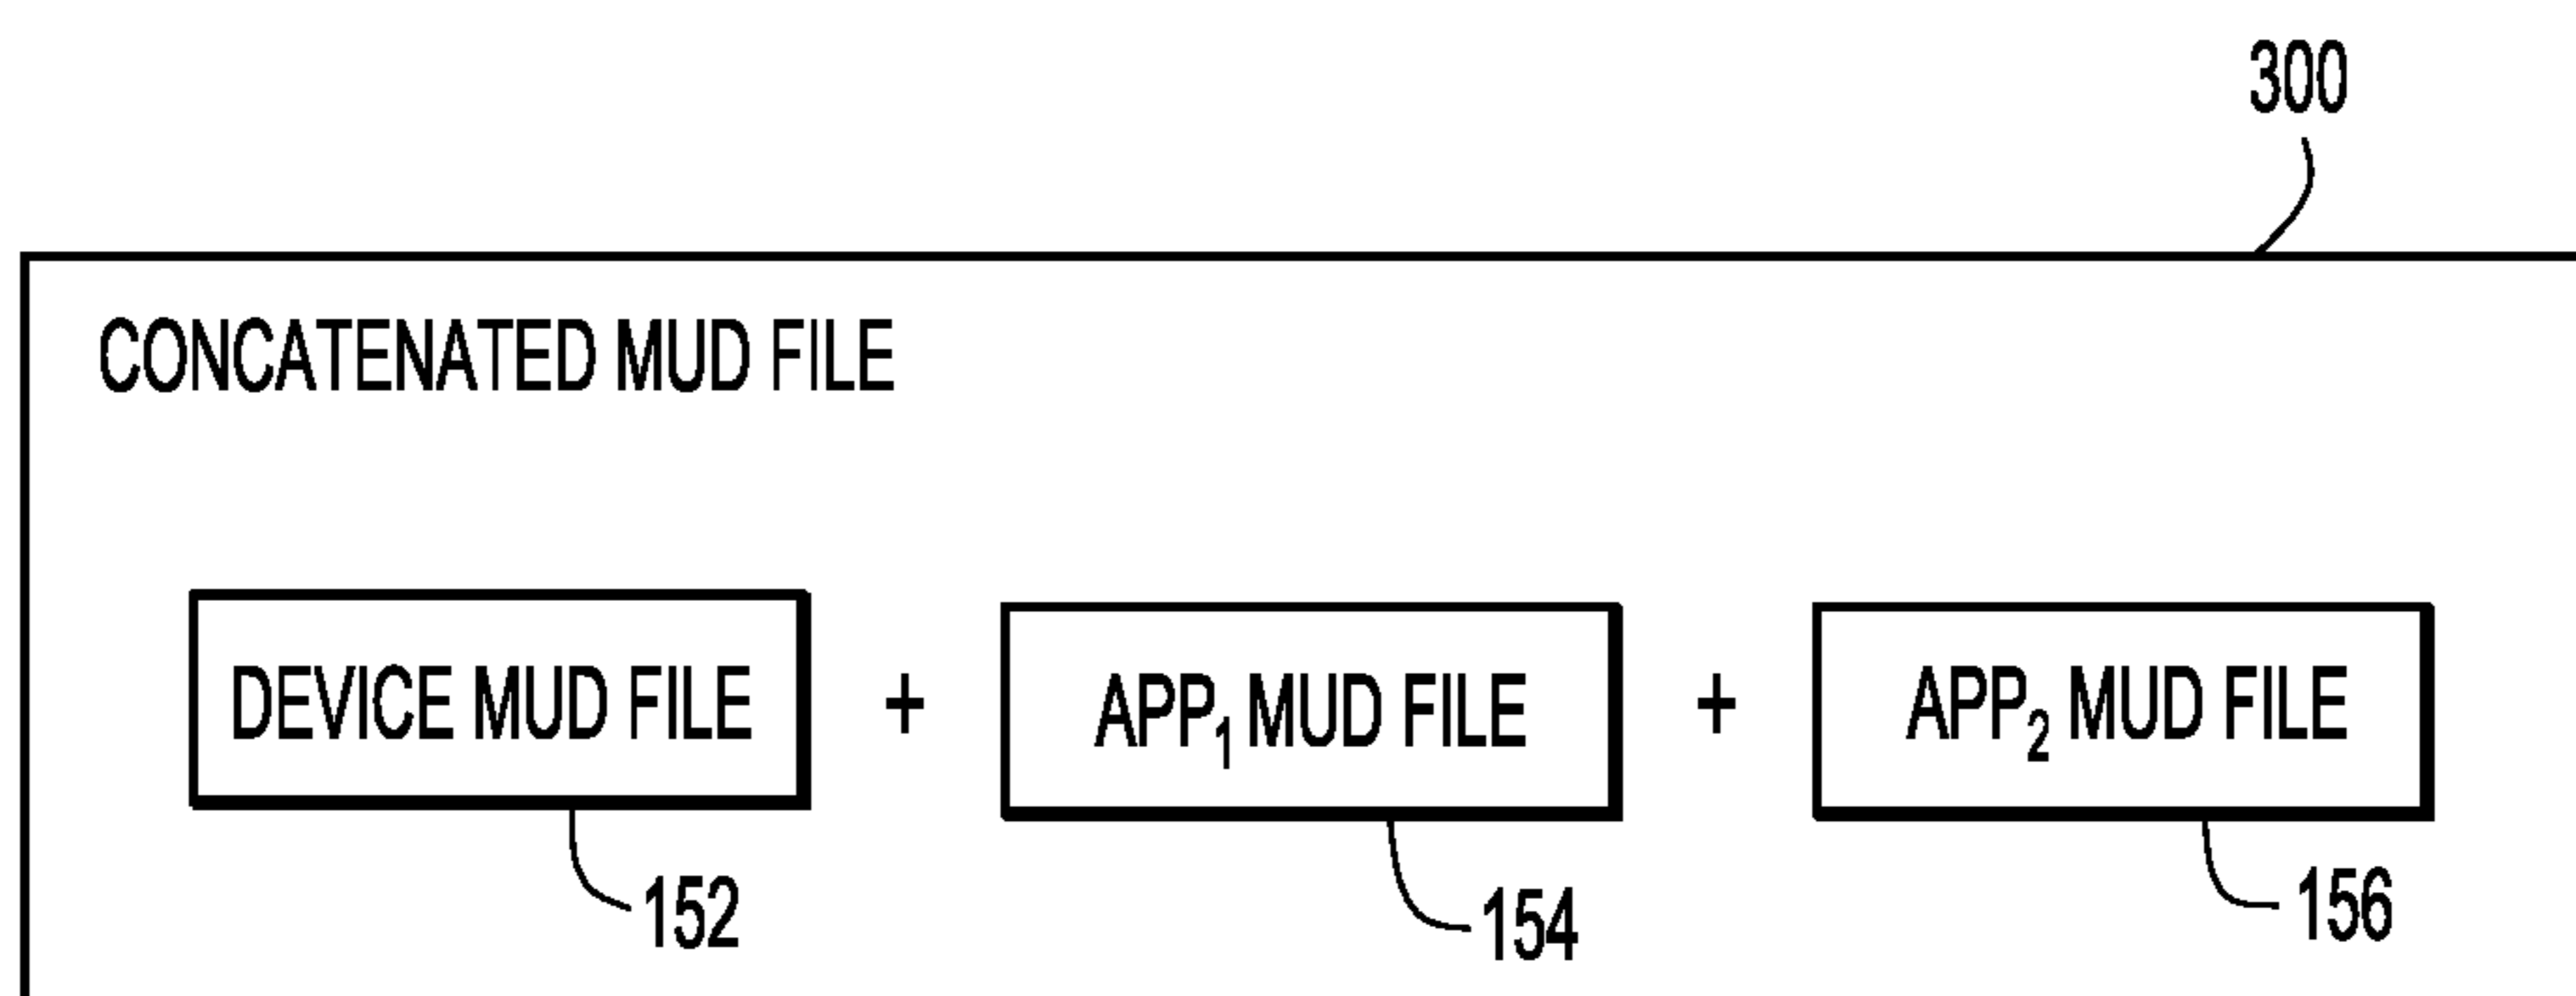 300
CONCATENATED MUD FILE
DEVICE MUD FILE + APP₁ MUD FILE + APP₂ MUD FILE
152 154 156